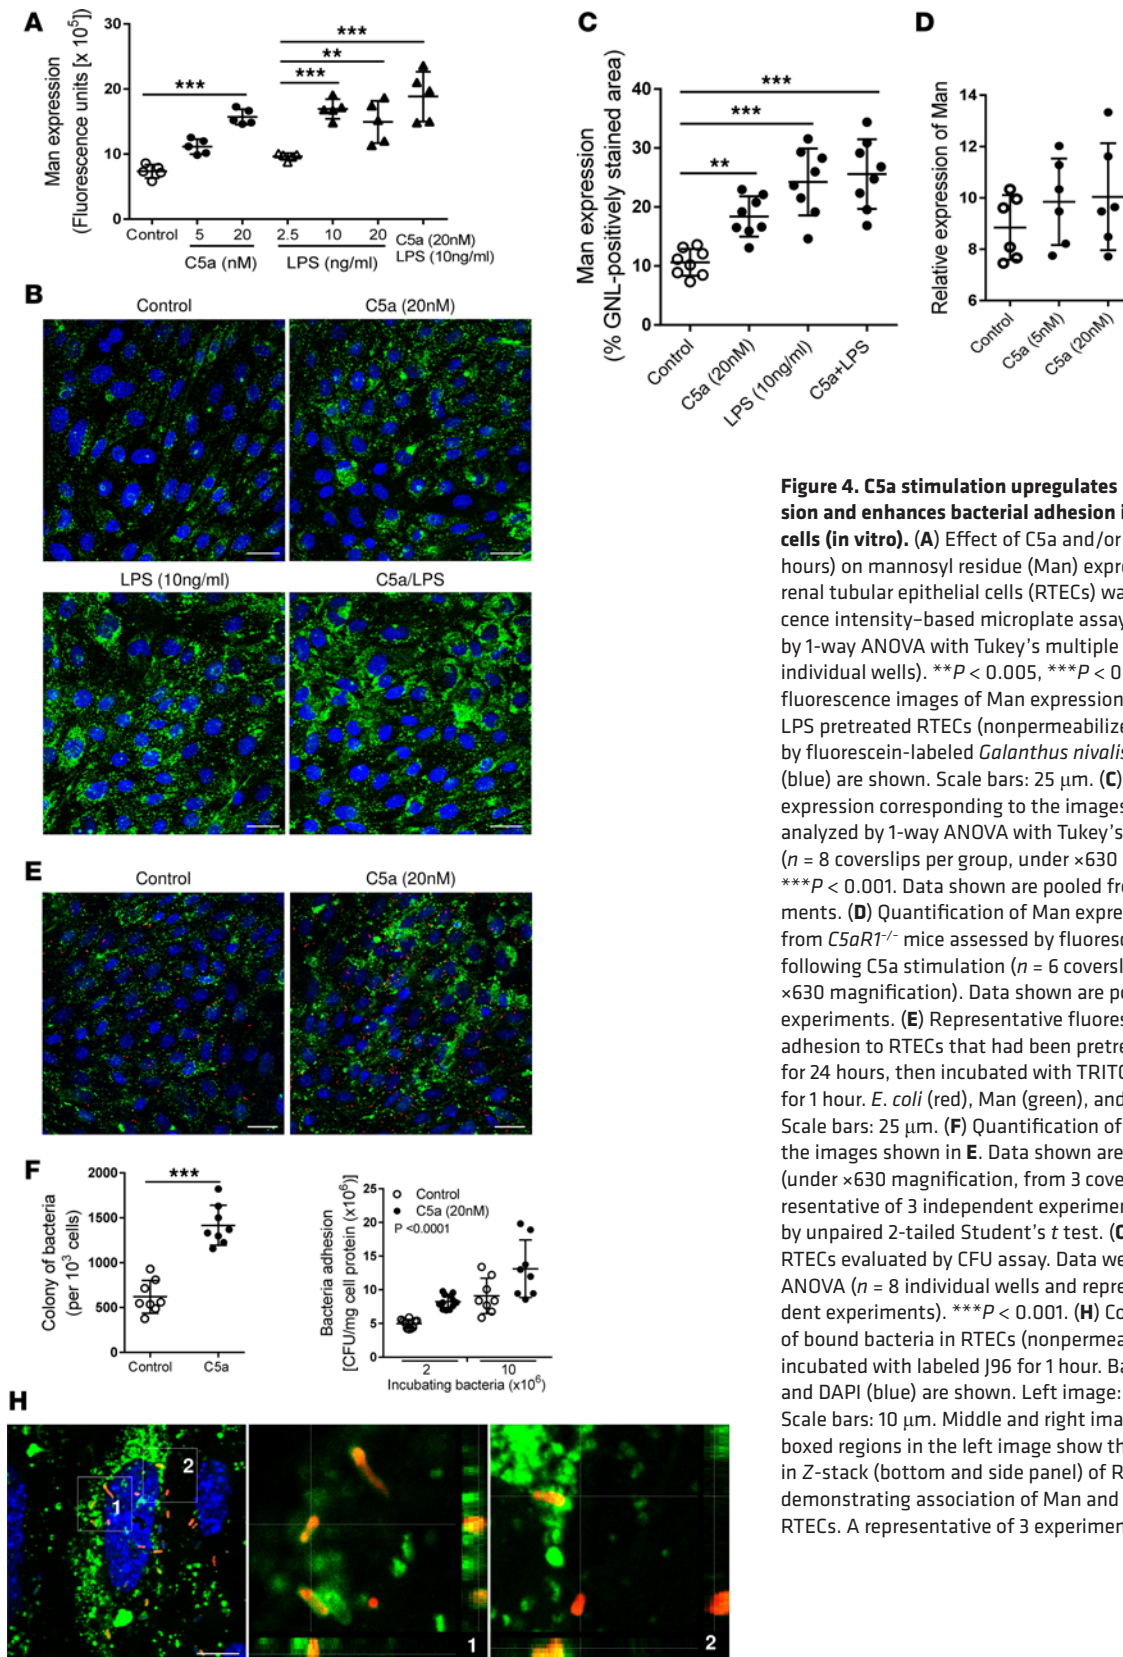 A
Man expression
(Fluorescence units [x 10⁵])
30
20
10
0
***
***
**
***
Control
5
20
2.5
10
20
C5a (20nM)
LPS (10ng/ml)
C5a (nM)
LPS (ng/ml)
C
Man expression
(% GNL-positively stained area)
40
30
20
10
0
***
***
**
Control
C5a (20nM)
LPS (10ng/ml)
C5a+LPS
D
Relative expression of Man
14
12
10
8
6
Control
C5a (5nM)
C5a (20nM)
B
Control
C5a (20nM)
LPS (10ng/ml)
C5a/LPS
E
Control
C5a (20nM)
F
Colony of bacteria
(per 10³ cells)
2000
1500
1000
500
0
***
Control
C5a
Bacteria adhesion
[CFU/mg cell protein (x10⁶)]
25
20
15
10
5
0
Control
C5a (20nM)
P <0.0001
2
10
Incubating bacteria (x10⁶)
H
1
2
1
2
Figure 4. C5a stimulation upregulates
sion and enhances bacterial adhesion i
cells (in vitro). (A) Effect of C5a and/or
hours) on mannosyl residue (Man) expre
renal tubular epithelial cells (RTECs) wa
cence intensity–based microplate assay
by 1-way ANOVA with Tukey's multiple
individual wells). **P < 0.005, ***P < 0
fluorescence images of Man expression
LPS pretreated RTECs (nonpermeabilize
by fluorescein-labeled Galanthus nivalis
(blue) are shown. Scale bars: 25 μm. (C)
expression corresponding to the images
analyzed by 1-way ANOVA with Tukey's
(n = 8 coverslips per group, under ×630
***P < 0.001. Data shown are pooled fro
ments. (D) Quantification of Man expre
from C5aR1⁻/⁻ mice assessed by fluoresc
following C5a stimulation (n = 6 coversl
×630 magnification). Data shown are po
experiments. (E) Representative fluores
adhesion to RTECs that had been pretre
for 24 hours, then incubated with TRITC
for 1 hour. E. coli (red), Man (green), and
Scale bars: 25 μm. (F) Quantification of
the images shown in E. Data shown are
(under ×630 magnification, from 3 cove
resentative of 3 independent experimen
by unpaired 2-tailed Student's t test. (G
RTECs evaluated by CFU assay. Data we
ANOVA (n = 8 individual wells and repre
dent experiments). ***P < 0.001. (H) Co
of bound bacteria in RTECs (nonpermea
incubated with labeled J96 for 1 hour. Ba
and DAPI (blue) are shown. Left image:
Scale bars: 10 μm. Middle and right ima
boxed regions in the left image show th
in Z-stack (bottom and side panel) of R
demonstrating association of Man and
RTECs. A representative of 3 experimen